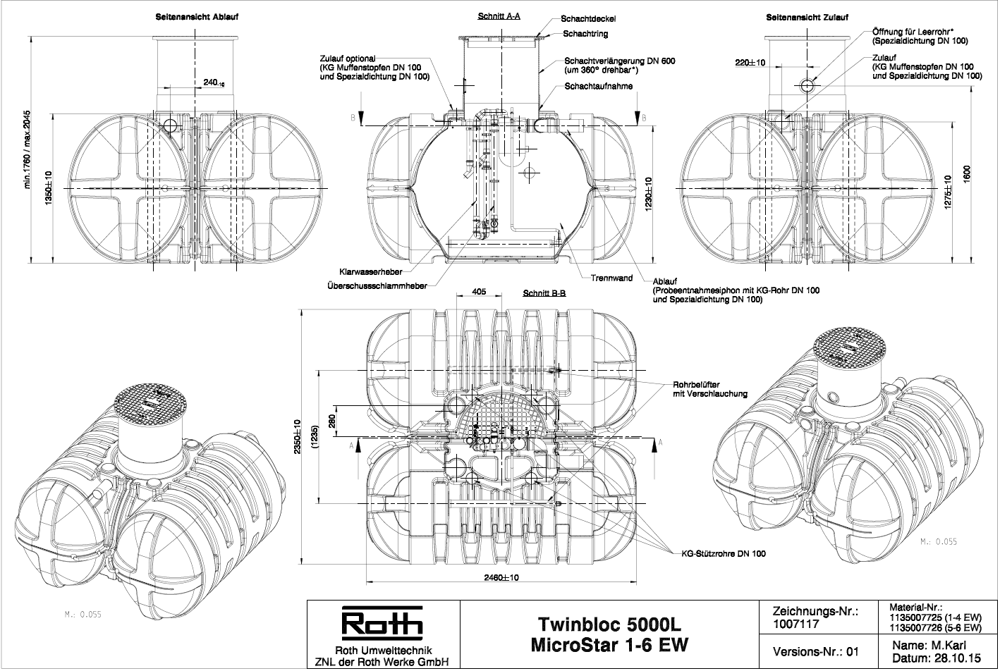 Seitenansicht Ablauf
240-10
min.1760 / max.2045
1350±10
Schnitt A-A
Schachtdeckel
Schachtring
Zulauf optional
(KG Muffenstopfen DN 100
und Spezialdichtung DN 100)
Schachtverlängerung DN 600
(um 360° drehbar*)
Schachtaufnahme
B
B
1230±10
Klarwasserheber
Überschussschlammheber
Trennwand
Ablauf
(Probeentnahmesiphon mit KG-Rohr DN 100
und Spezialdichtung DN 100)
Seitenansicht Zulauf
Öffnung für Leerrohr*
(Spezialdichtung DN 100)
Zulauf
(KG Muffenstopfen DN 100
und Spezialdichtung DN 100)
220±10
1275±10
1600
405
Schnitt B-B
2350±10
(1235)
280
A
A
Rohrbelüfter
mit Verschlauchung
KG-Stützrohre DN 100
2460±10
M.: 0.055
M.: 0.055
Roth
Roth Umwelttechnik
ZNL der Roth Werke GmbH
Twinbloc 5000L
MicroStar 1-6 EW
Zeichnungs-Nr.:
1007117
Versions-Nr.: 01
Material-Nr.:
1135007725 (1-4 EW)
1135007726 (5-6 EW)
Name: M.Karl
Datum: 28.10.15